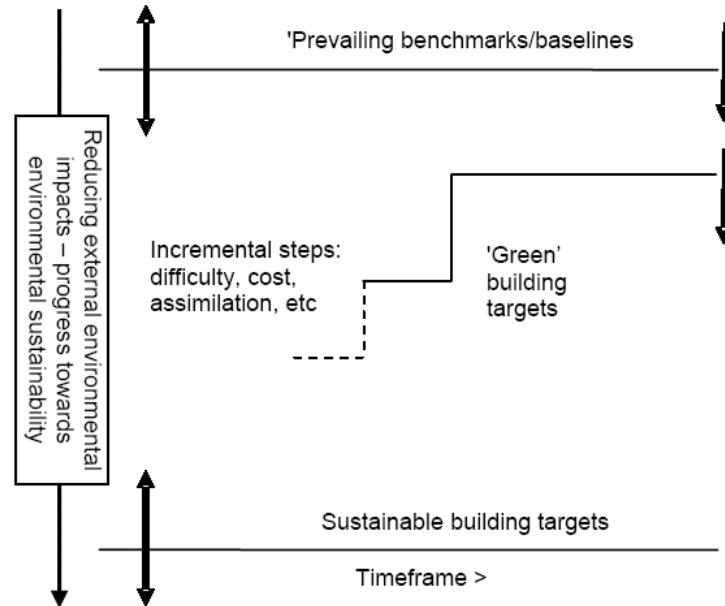 'Prevailing benchmarks/baselines
Reducing external environmental
impacts – progress towards
environmental sustainability
Incremental steps:
difficulty, cost,
assimilation, etc
'Green’
building
targets
Sustainable building targets
Timeframe >